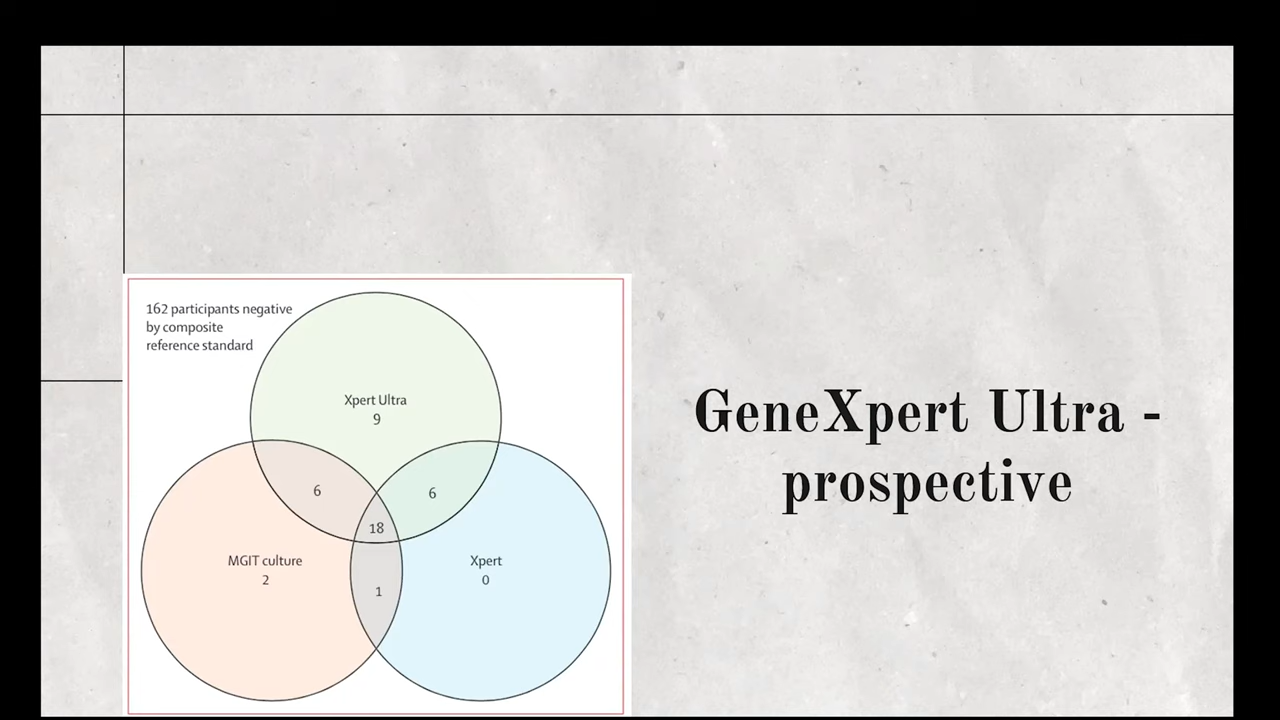 162 participants negative
by composite
reference standard
Xpert Ultra
9
6
6
18
MGIT culture
2
Xpert
0
1
GeneXpert Ultra -
prospective